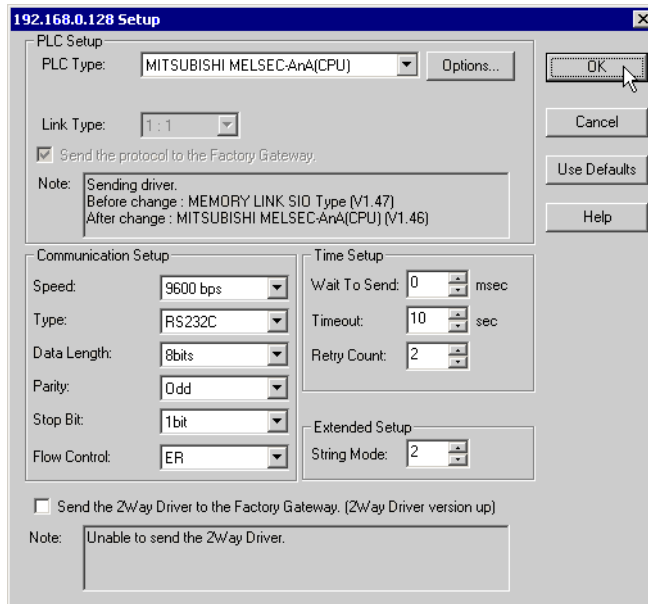 192.168.0.128 Setup
PLC Setup
PLC Type: MITSUBISHI MELSEC-AnA(CPU) Options...
OK
Link Type: 1 : 1
Cancel
Send the protocol to the Factory Gateway.
Use Defaults
Note: Sending driver.
Before change : MEMORY LINK SIO Type (V1.47)
After change : MITSUBISHI MELSEC-AnA(CPU) (V1.46)
Help
Communication Setup
Speed: 9600 bps
Type: RS232C
Data Length: 8bits
Parity: Odd
Stop Bit: 1bit
Flow Control: ER
Time Setup
Wait To Send: 0 msec
Timeout: 10 sec
Retry Count: 2
Extended Setup
String Mode: 2
Send the 2Way Driver to the Factory Gateway. (2Way Driver version up)
Note: Unable to send the 2Way Driver.